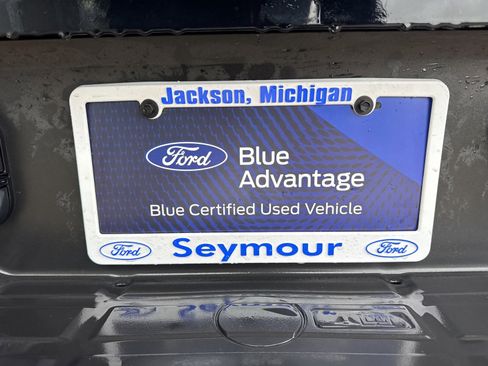 Jackson, Michigan
Ford
Blue
Advantage
Blue Certified Used Vehicle
Ford Seymour Ford